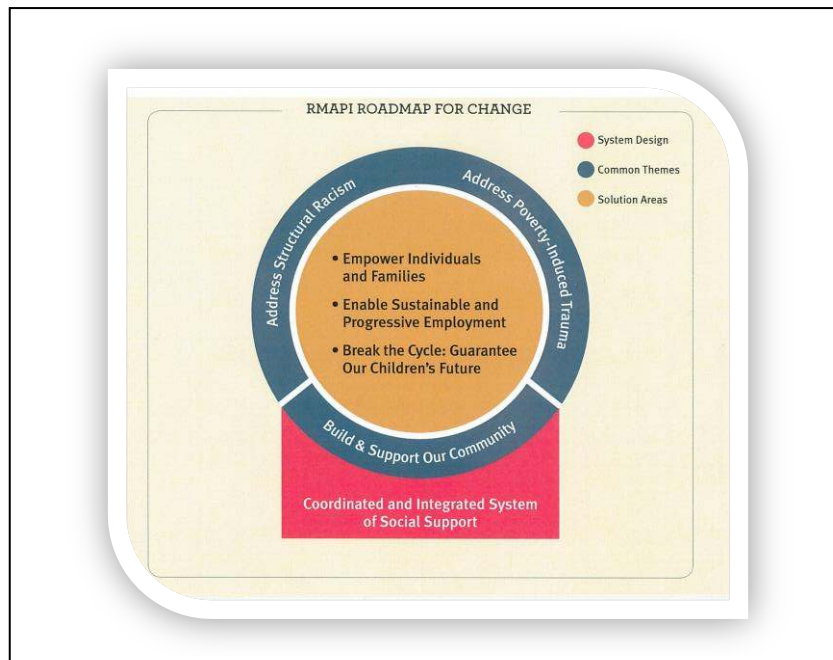 RMAPI ROADMAP FOR CHANGE
System Design
Common Themes
Solution Areas
Address Structural Racism
Address Poverty-Induced Trauma
• Empower Individuals
and Families
• Enable Sustainable and
Progressive Employment
• Break the Cycle: Guarantee
Our Children's Future
Build & Support Our Community
Coordinated and Integrated System
of Social Support